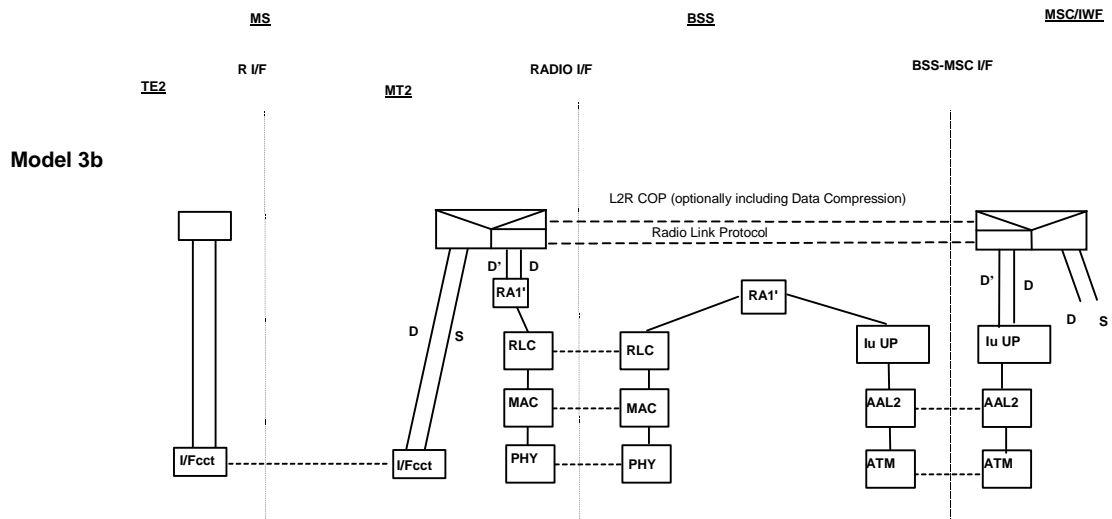 MS
BSS
MSC/IWF
R I/F
RADIO I/F
BSS-MSC I/F
TE2
MT2
Model 3b
L2R COP (optionally including Data Compression)
Radio Link Protocol
D'
D
D'
D
RA1'
RA1'
D
S
D
S
RLC
RLC
Iu UP
Iu UP
MAC
MAC
AAL2
AAL2
I/Fcct
I/Fcct
PHY
PHY
ATM
ATM